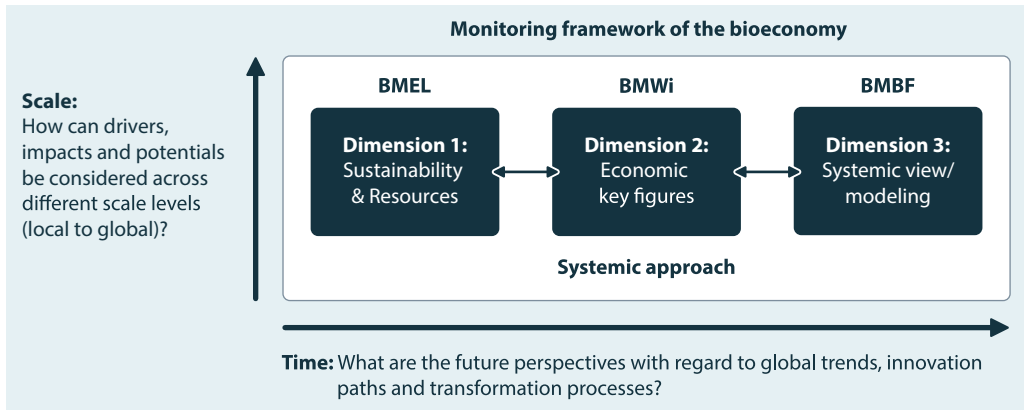 Monitoring framework of the bioeconomy
Scale:
How can drivers,
impacts and potentials
be considered across
different scale levels
(local to global)?
BMEL
Dimension 1:
Sustainability
& Resources
BMWi
Dimension 2:
Economic
key figures
BMBF
Dimension 3:
Systemic view/
modeling
Systemic approach
Time: What are the future perspectives with regard to global trends, innovation
paths and transformation processes?